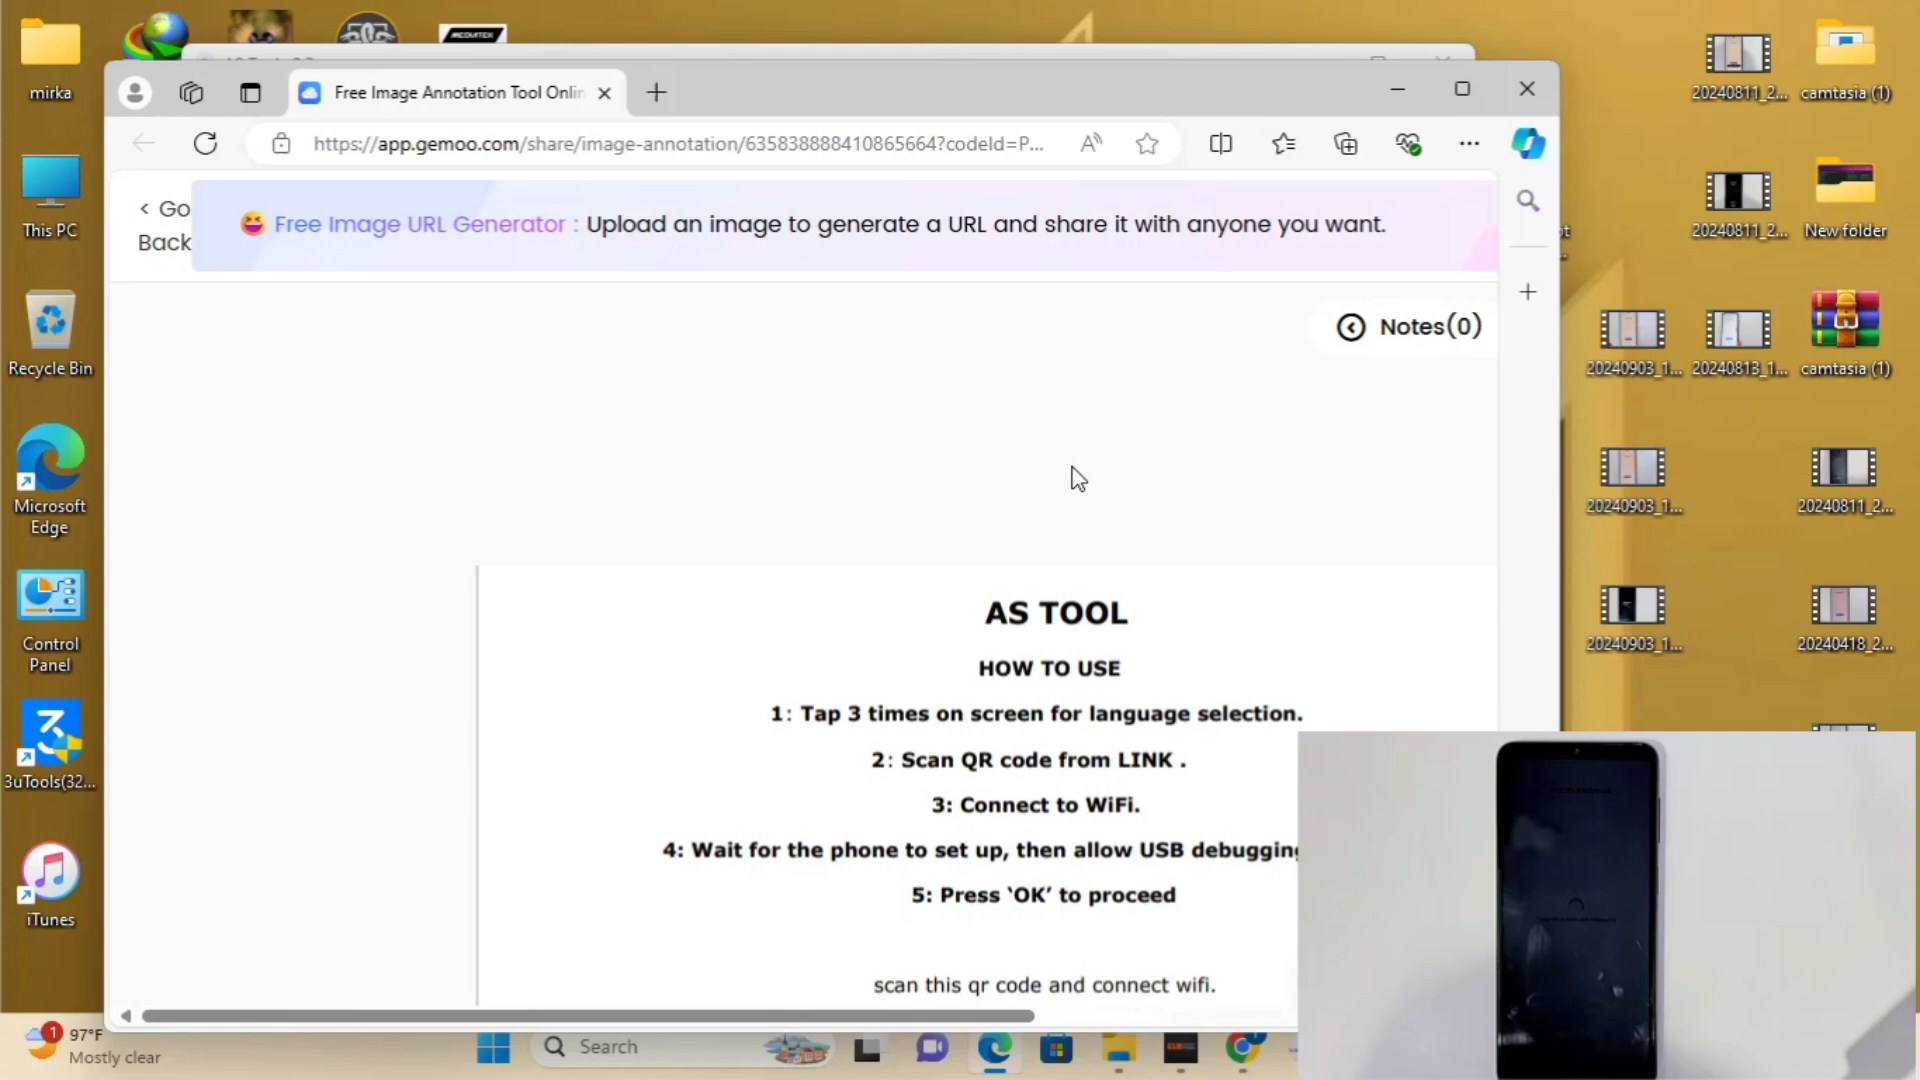 mirka
MEDIATEK
20240811_2...
camtasia (1)
Free Image Annotation Tool Onlin
https://app.gemoo.com/share/image-annotation/635838888410865664?codeId=P...
< Go Back
Free Image URL Generator : Upload an image to generate a URL and share it with anyone you want.
This PC
20240811_2...
New folder
Notes(0)
Recycle Bin
20240903_1...
20240813_1...
camtasia (1)
Microsoft
Edge
20240903_1...
20240811_2...
AS TOOL
HOW TO USE
1: Tap 3 times on screen for language selection.
2: Scan QR code from LINK .
3: Connect to WiFi.
4: Wait for the phone to set up, then allow USB debugging
5: Press ‘OK’ to proceed
scan this qr code and connect wifi.
Control
Panel
20240903_1...
20240418_2...
3uTools(32...
iTunes
1
97°F
Mostly clear
Search